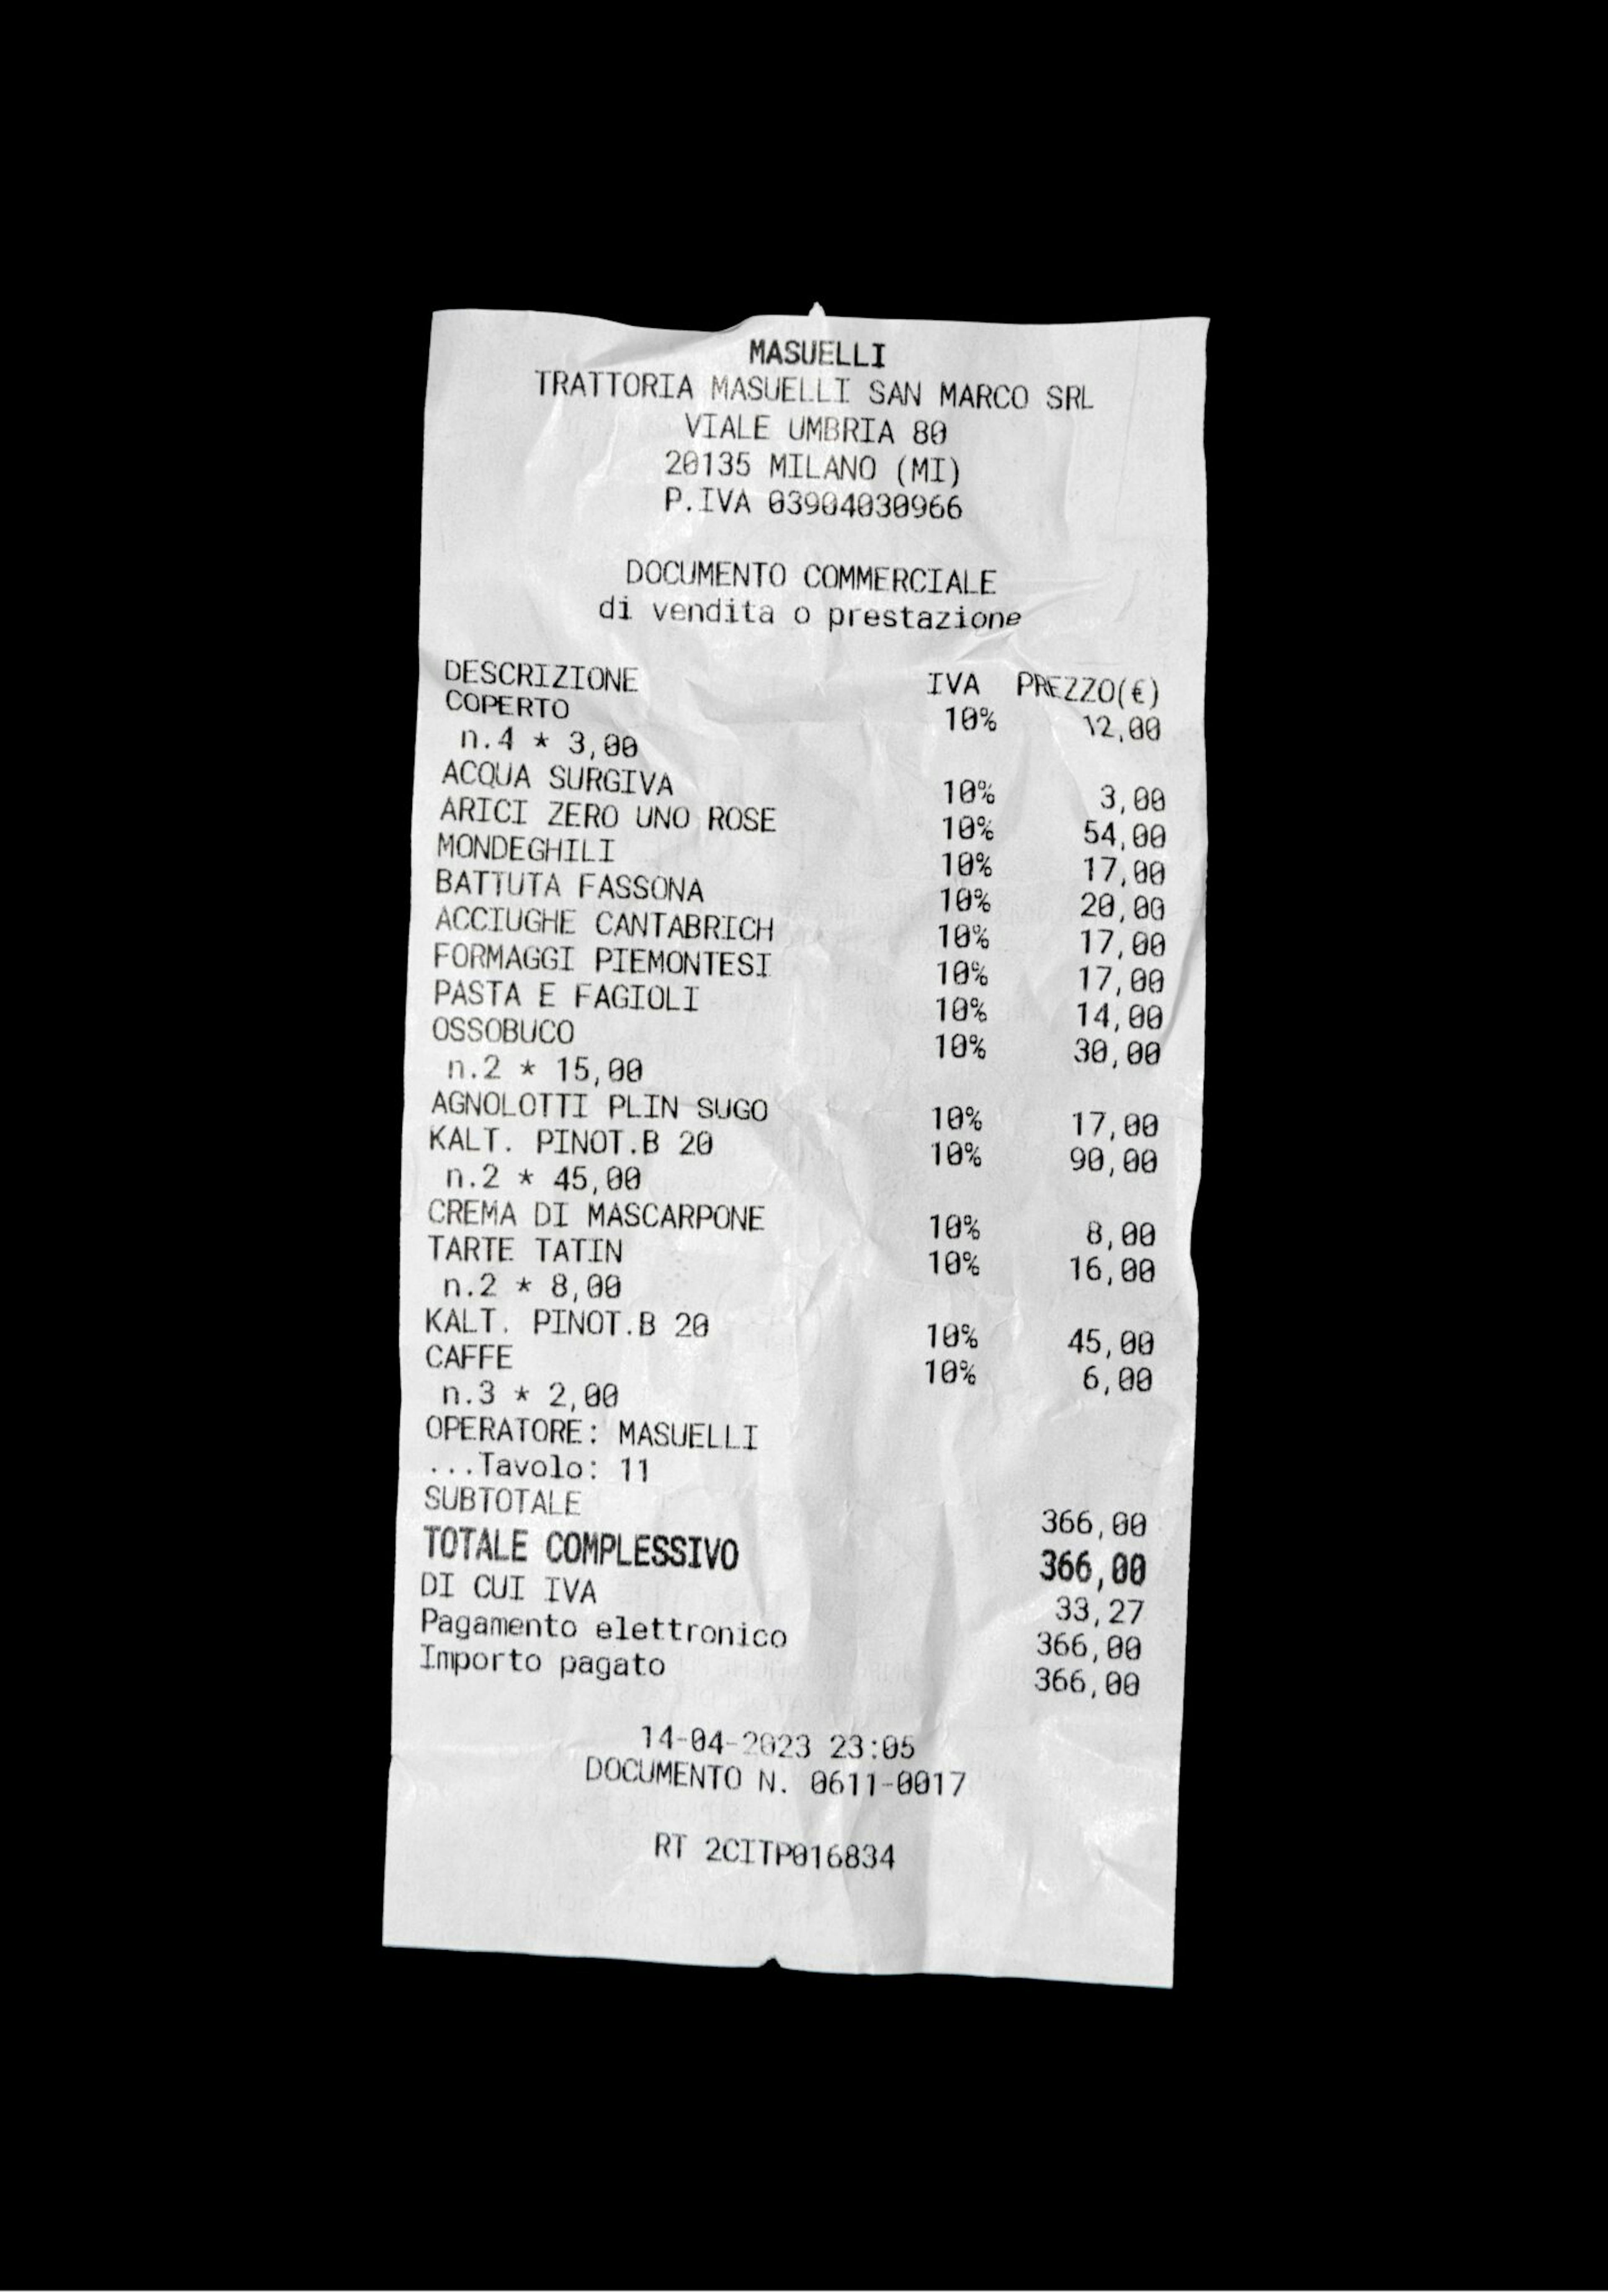 MASUELLI
TRATTORIA MASUELLI SAN MARCO SRL
VIALE UMBRIA 80
20135 MILANO (MI)
P.IVA 03904030966
DOCUMENTO COMMERCIALE
di vendita o prestazione
DESCRIZIONE IVA PREZZO(€)
COPERTO 10% 12,00
n.4 * 3,00
ACQUA SURGIVA 10% 3,00
ARICI ZERO UNO ROSE 10% 54,00
MONDEGHILI 10% 17,00
BATTUTA FASSONA 10% 20,00
ACCIUGHE CANTABRICH 10% 17,00
FORMAGGI PIEMONTESI 10% 17,00
PASTA E FAGIOLI 10% 14,00
OSSOBUCO 10% 30,00
n.2 * 15,00
AGNOLOTTI PLIN SUGO 10% 17,00
KALT. PINOT.B 20 10% 90,00
n.2 * 45,00
CREMA DI MASCARPONE 10% 8,00
TARTE TATIN 10% 16,00
n.2 * 8,00
KALT. PINOT.B 20 10% 45,00
CAFFE 10% 6,00
n.3 * 2,00
OPERATORE: MASUELLI
...Tavolo: 11
SUBTOTALE 366,00
TOTALE COMPLESSIVO 366,00
DI CUI IVA 33,27
Pagamento elettronico 366,00
Importo pagato 366,00
14-04-2023 23:05
DOCUMENTO N. 0611-0017
RT 2CITP016834